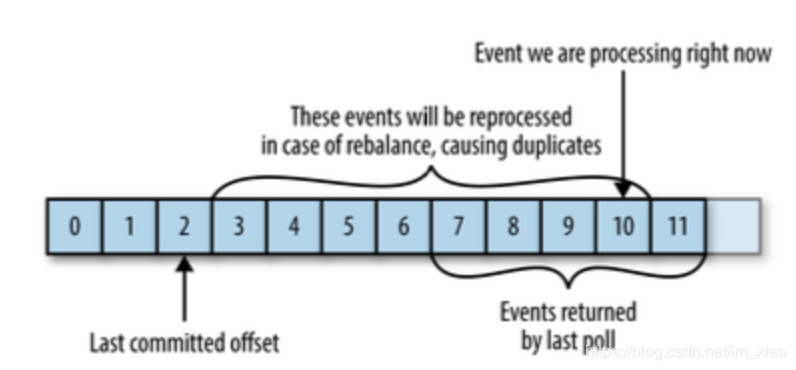 Event we are processing right now
These events will be reprocessed
in case of rebalance, causing duplicates
0 1 2 3 4 5 6 7 8 9 10 11
Last committed offset
Events returned
by last poll
https://blog.csdn.net/im_xiao